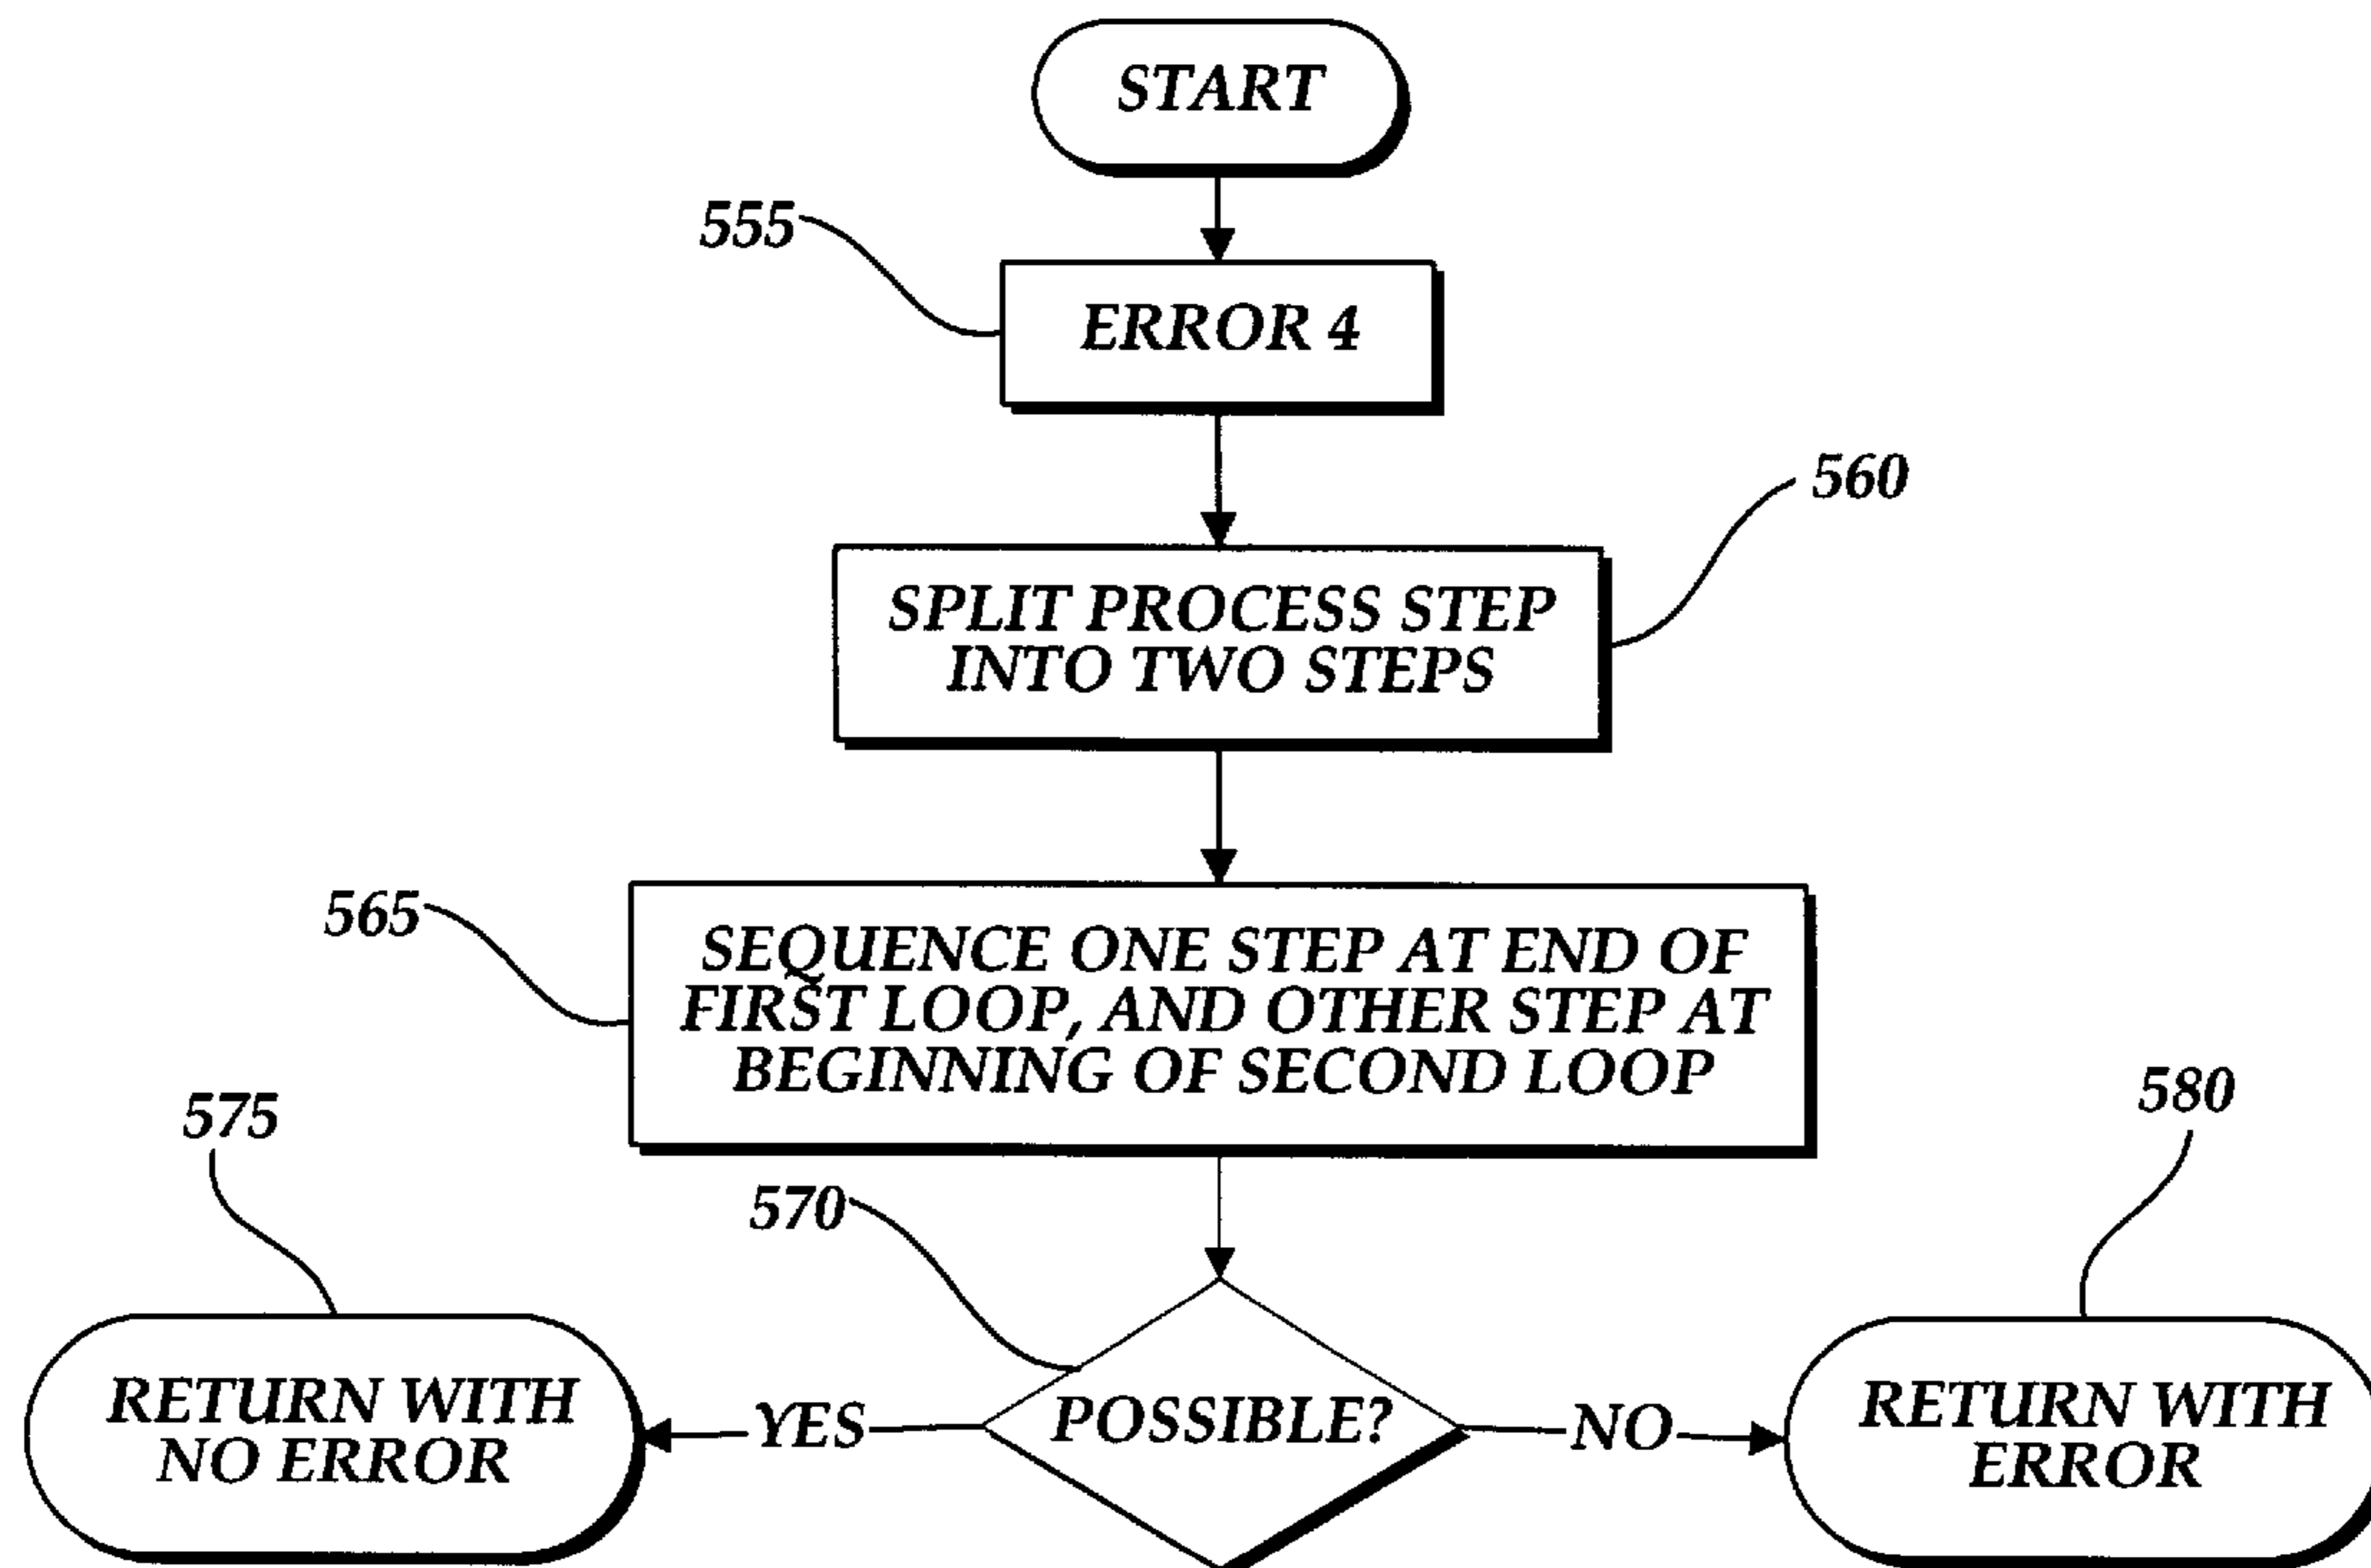 START
555
ERROR 4
560
SPLIT PROCESS STEP
INTO TWO STEPS
565
SEQUENCE ONE STEP AT END OF
FIRST LOOP, AND OTHER STEP AT
BEGINNING OF SECOND LOOP
575
580
570
RETURN WITH
NO ERROR
YES
POSSIBLE?
NO
RETURN WITH
ERROR